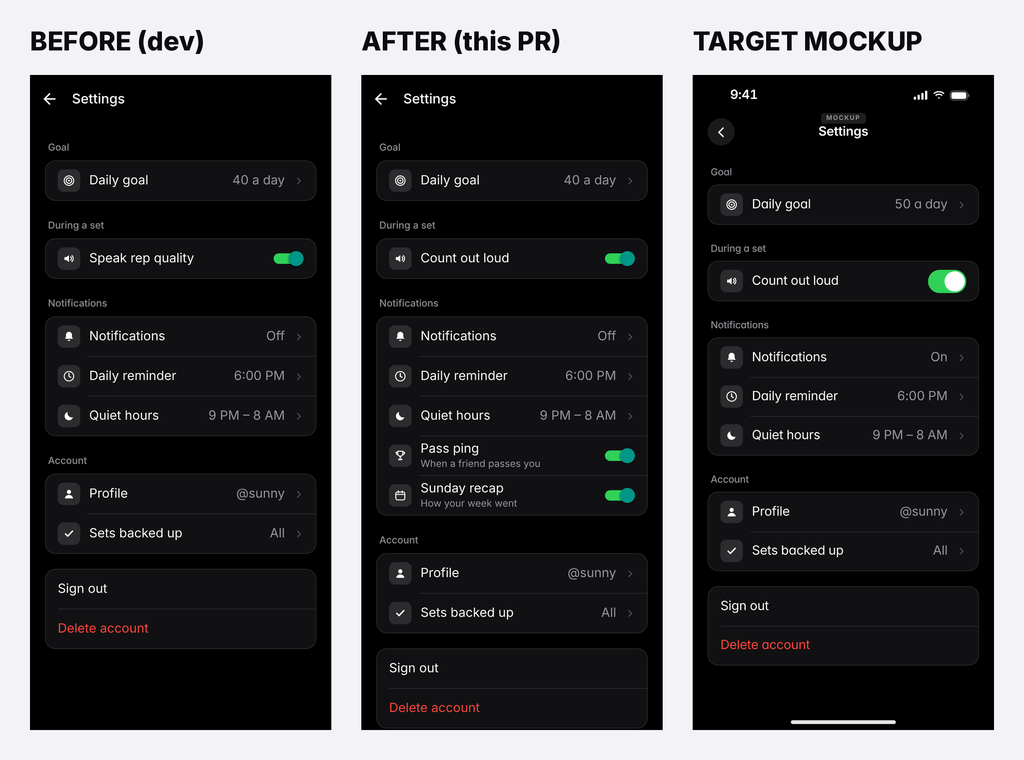 BEFORE (dev)
Settings
Goal
Daily goal 40 a day
During a set
Speak rep quality
Notifications
Notifications Off
Daily reminder 6:00 PM
Quiet hours 9 PM – 8 AM
Account
Profile @sunny
Sets backed up All
Sign out
Delete account
AFTER (this PR)
Settings
Goal
Daily goal 40 a day
During a set
Count out loud
Notifications
Notifications Off
Daily reminder 6:00 PM
Quiet hours 9 PM – 8 AM
Pass ping
When a friend passes you
Sunday recap
How your week went
Account
Profile @sunny
Sets backed up All
Sign out
Delete account
TARGET MOCKUP
9:41
MOCKUP
Settings
Goal
Daily goal 50 a day
During a set
Count out loud
Notifications
Notifications On
Daily reminder 6:00 PM
Quiet hours 9 PM – 8 AM
Account
Profile @sunny
Sets backed up All
Sign out
Delete account